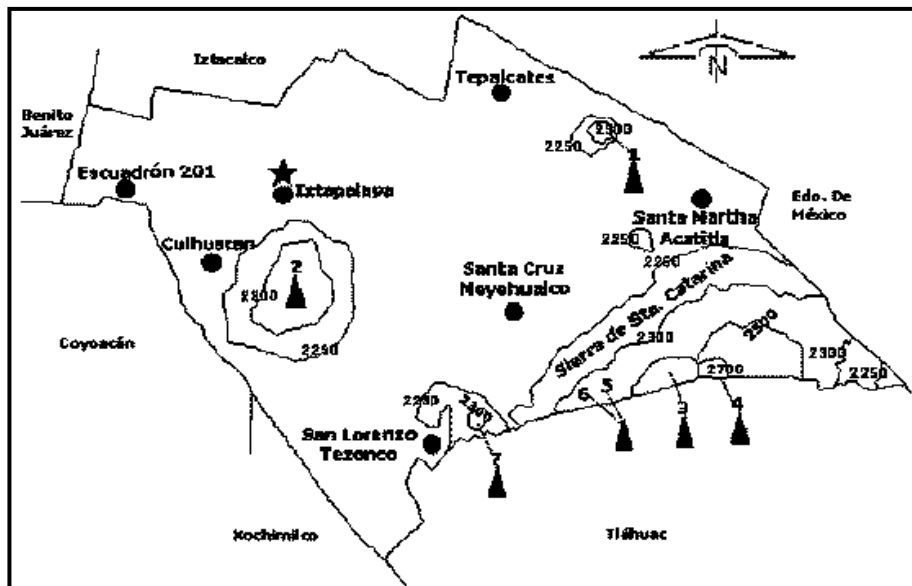 Iztacalco
N
Tepalcates
Benito
Juárez
2300
2250
1
Escuadrón 201
Iztapalapa
Edo. De
México
Santa Martha
Acatitla
2250
2250
Culhuacan
2
2300
2250
Santa Cruz
Meyehualco
Sierra de Sta. Catarina
2300
2500
2300
2250
2700
Coyoacán
6
5
3
4
2300
San Lorenzo
Tezonco
7
Xochimilco
Tláhuac